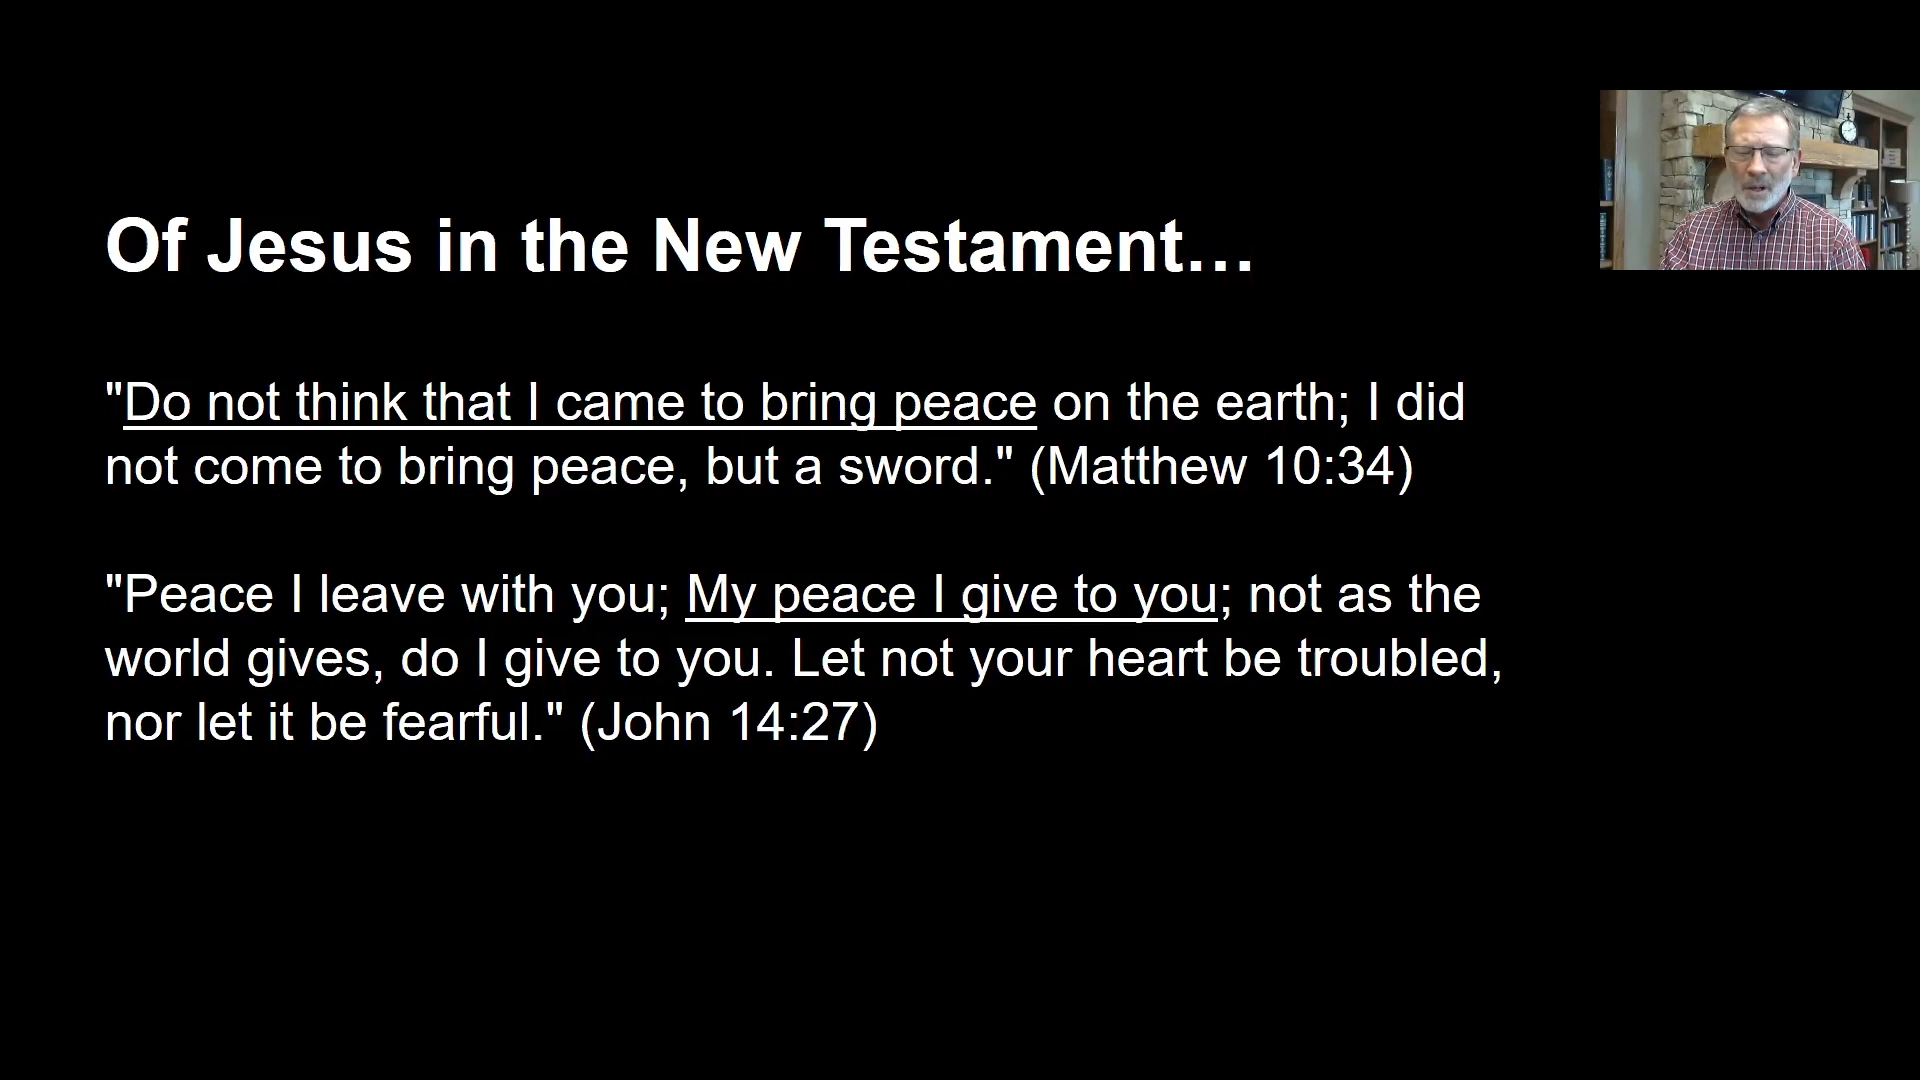 Of Jesus in the New Testament…
"Do not think that I came to bring peace on the earth; I did
not come to bring peace, but a sword." (Matthew 10:34)
"Peace I leave with you; My peace I give to you; not as the
world gives, do I give to you. Let not your heart be troubled,
nor let it be fearful." (John 14:27)